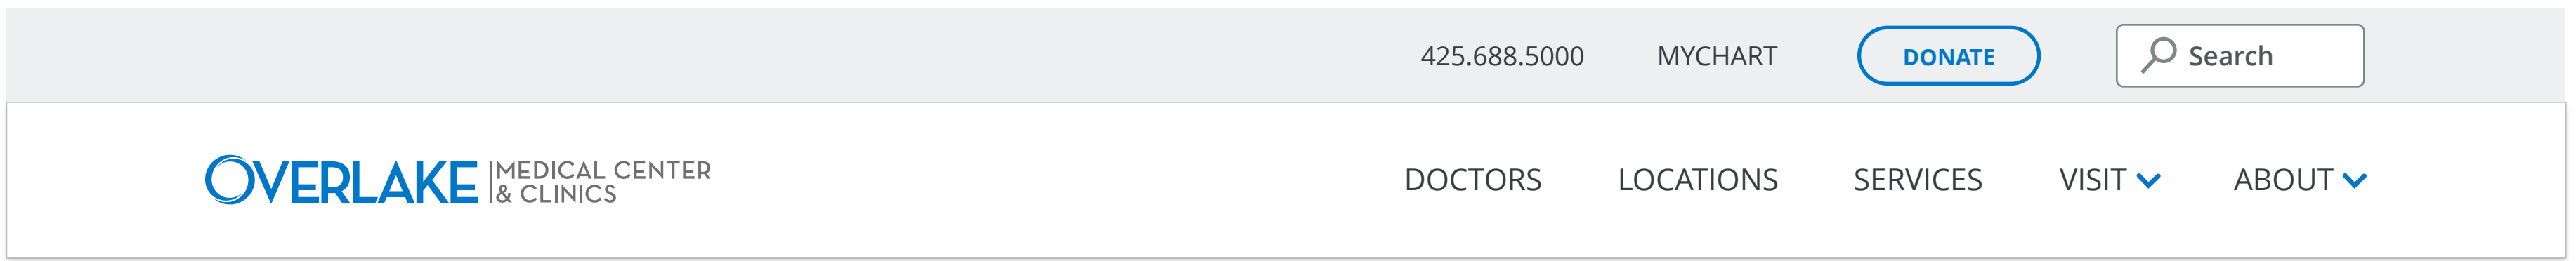 425.688.5000 MYCHART DONATE Search
OVERLAKE MEDICAL CENTER
& CLINICS
DOCTORS LOCATIONS SERVICES VISIT ABOUT